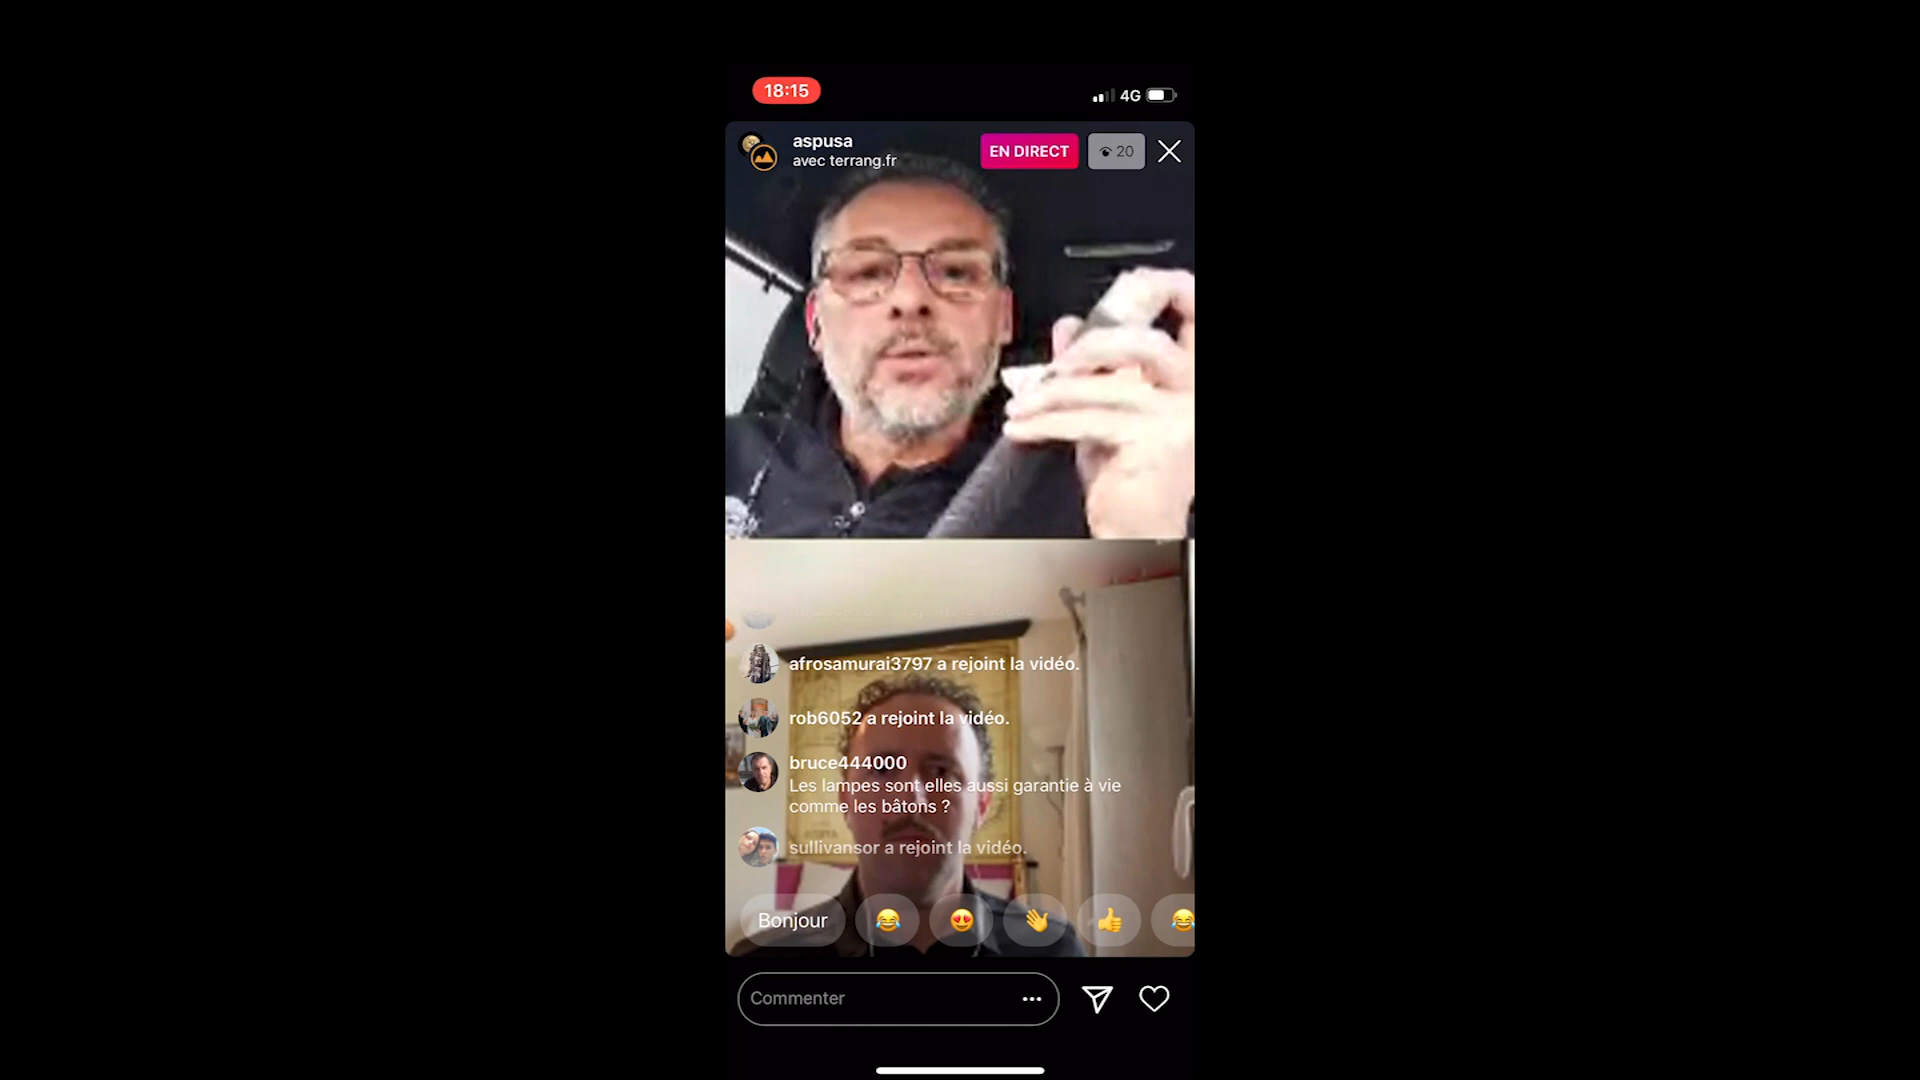 18:15
4G
aspusa
avec terrang.fr
EN DIRECT
20
afrosamurai3797 a rejoint la vidéo.
rob6052 a rejoint la vidéo.
bruce444000
Les lampes sont elles aussi garantie à vie
comme les bâtons ?
sullivansor a rejoint la vidéo.
Bonjour
Commenter